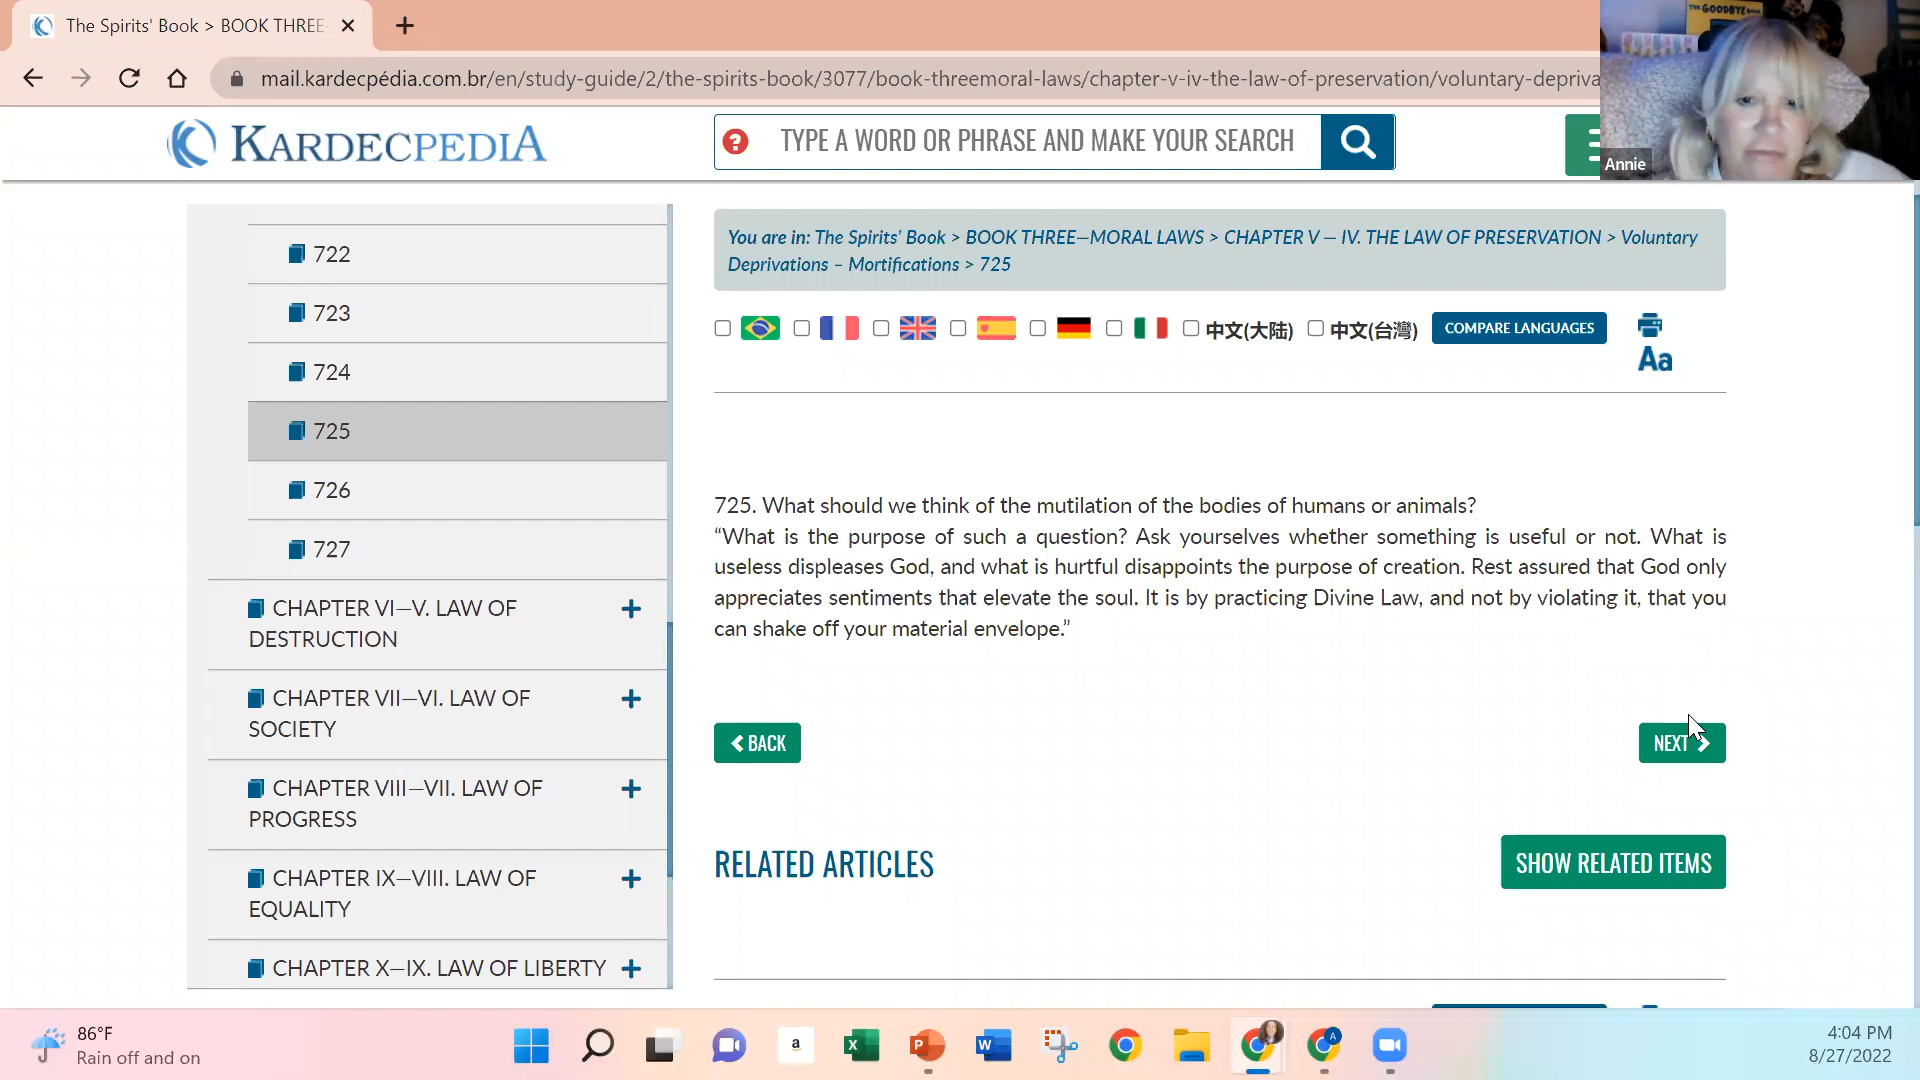 The Spirits' Book > BOOK THREE-
mail.kardecpédia.com.br/en/study-guide/2/the-spirits-book/3077/book-threemoral-laws/chapter-v-iv-the-law-of-preservation/voluntary-depriva
THE GOODBYE BOOK
Annie
KARDECPEDIA
? TYPE A WORD OR PHRASE AND MAKE YOUR SEARCH
You are in: The Spirits' Book > BOOK THREE—MORAL LAWS > CHAPTER V – IV. THE LAW OF PRESERVATION > Voluntary
Deprivations – Mortifications > 725
中文(大陆) 中文(台灣) COMPARE LANGUAGES
Aa
722
723
724
725
726
727
CHAPTER VI—V. LAW OF
DESTRUCTION
CHAPTER VII—VI. LAW OF
SOCIETY
CHAPTER VIII—VII. LAW OF
PROGRESS
CHAPTER IX—VIII. LAW OF
EQUALITY
CHAPTER X—IX. LAW OF LIBERTY
725. What should we think of the mutilation of the bodies of humans or animals?
“What is the purpose of such a question? Ask yourselves whether something is useful or not. What is
useless displeases God, and what is hurtful disappoints the purpose of creation. Rest assured that God only
appreciates sentiments that elevate the soul. It is by practicing Divine Law, and not by violating it, that you
can shake off your material envelope.”
BACK
NEXT
RELATED ARTICLES
SHOW RELATED ITEMS
86°F
Rain off and on
a
X
P
W
A
4:04 PM
8/27/2022